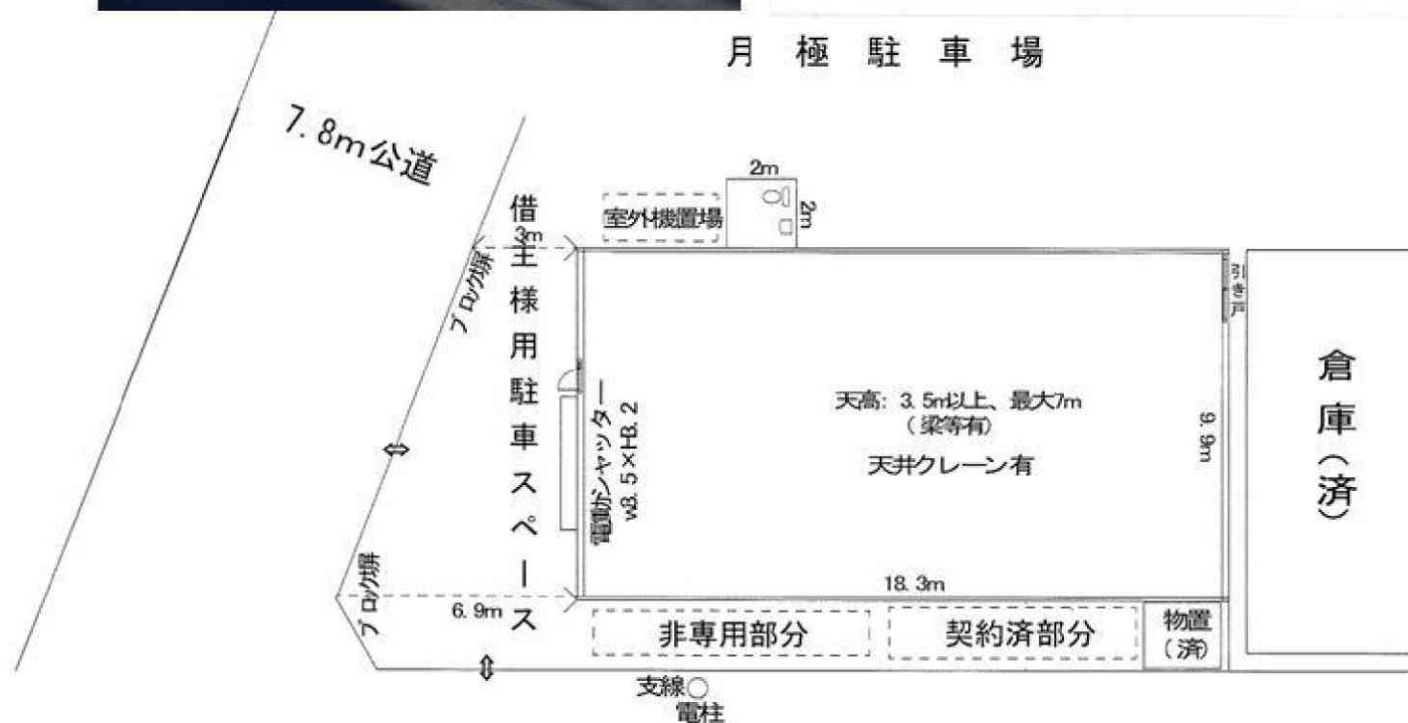 月極駐車場
7.8m公道
2m
2m
室外機置場
借主様用駐車スペース
3m
ブロック塀
引き戸
電動シャッター
W3.5×H3.2
天高: 3.5m以上、最大7m
(梁等有)
天井クレーン有
9.9m
倉庫(済)
18.3m
ブロック塀
6.9m
非専用部分
契約済部分
物置
(済)
支線
電柱